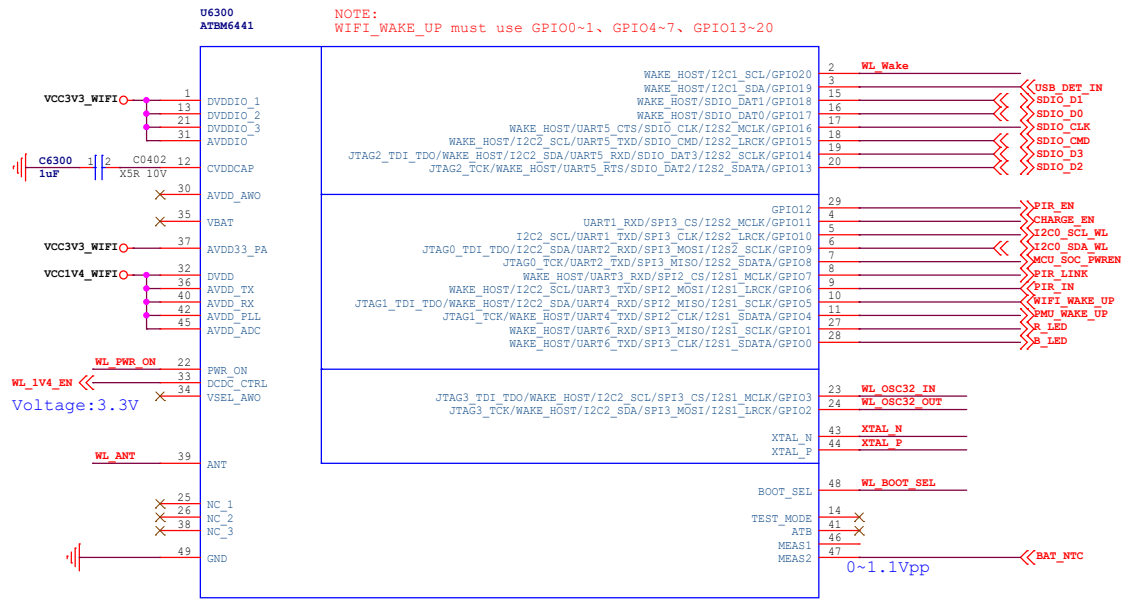 U6300
ATBM6441
NOTE:
WIFI_WAKE_UP must use GPIO0~1、GPIO4~7、GPIO13~20
VCC3V3_WIFI
1 DVDDIO_1
13 DVDDIO_2
21 DVDDIO_3
31 AVDDIO
C6300 1 2 C0402 12 CVDDCAP
1uF X5R 10V
30 AVD_AWO
35 VBAT
VCC3V3_WIFI 37 AVDD33_PA
VCC1V4_WIFI 32 DVDD
36 AVDD_TX
40 AVDD_RX
42 AVDD_PLL
45 AVDD_ADC
WL_PWR_ON 22 PWR_ON
WL_1V4_EN 33 DCDC_CTRL
34 VSEL_AWO
Voltage:3.3V
WL_ANT 39 ANT
25 NC_1
26 NC_2
38 NC_3
49 GND
WAKE_HOST/I2C1_SCL/GPIO20 2 WL_Wake
WAKE_HOST/I2C1_SDA/GPIO19 3 USB_DET_IN
WAKE_HOST/SDIO_DAT1/GPIO18 15 SDIO_D1
WAKE_HOST/SDIO_DAT0/GPIO17 16 SDIO_D0
WAKE_HOST/UART5_CTS/SDIO_CLK/I2S2_MCLK/GPIO16 17 SDIO_CLK
WAKE_HOST/I2C2_SCL/UART5_TXD/SDIO_CMD/I2S2_LRCK/GPIO15 18 SDIO_CMD
JTAG2_TDI_TDO/WAKE_HOST/I2C2_SDA/UART5_RXD/SDIO_DAT3/I2S2_SCLK/GPIO14 19 SDIO_D3
JTAG2_TCK/WAKE_HOST/UART5_RTS/SDIO_DAT2/I2S2_SDATA/GPIO13 20 SDIO_D2
GPIO12 29 PIR_EN
UART1_RXD/SPI3_CS/I2S2_MCLK/GPIO11 4 CHARGE_EN
I2C2_SCL/UART1_TXD/SPI3_CLK/I2S2_LRCK/GPIO10 5 I2C0_SCL_WL
JTAG0_TDI_TDO/I2C2_SDA/UART2_RXD/SPI3_MOSI/I2S2_SCLK/GPIO9 6 I2C0_SDA_WL
JTAG0_TCK/UART2_TXD/SPI3_MISO/I2S2_SDATA/GPIO8 7 MCU_SOC_PWREN
WAKE_HOST/UART3_RXD/SPI2_CS/I2S1_MCLK/GPIO7 8 PIR_LINK
WAKE_HOST/I2C2_SCL/UART3_TXD/SPI2_MOSI/I2S1_LRCK/GPIO6 9 PIR_IN
JTAG1_TDI_TDO/WAKE_HOST/I2C2_SDA/UART4_RXD/SPI2_MISO/I2S1_SCLK/GPIO5 10 WIFI_WAKE_UP
JTAG1_TCK/WAKE_HOST/UART4_TXD/SPI2_CLK/I2S1_SDATA/GPIO4 11 PMU_WAKE_UP
WAKE_HOST/UART6_RXD/SPI3_MISO/I2S1_SCLK/GPIO1 27 R_LED
WAKE_HOST/UART6_TXD/SPI3_CLK/I2S1_SDATA/GPIO0 28 B_LED
JTAG3_TDI_TDO/WAKE_HOST/I2C2_SCL/SPI3_CS/I2S1_MCLK/GPIO3 23 WL_OSC32_IN
JTAG3_TCK/WAKE_HOST/I2C2_SDA/SPI3_MOSI/I2S1_LRCK/GPIO2 24 WL_OSC32_OUT
XTAL_N 43 XTAL_N
XTAL_P 44 XTAL_P
BOOT_SEL 48 WL_BOOT_SEL
TEST_MODE 14
ATB 41
MEAS1 46
MEAS2 47 BAT_NTC
0~1.1Vpp